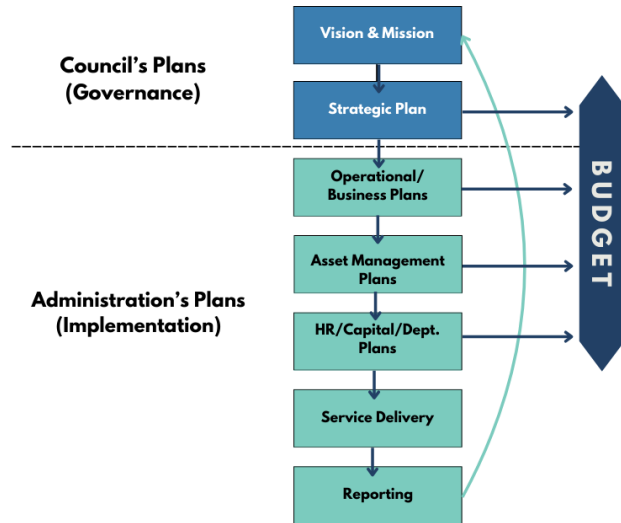 Vision & Mission
Council's Plans
(Governance)
Strategic Plan
Operational/
Business Plans
Asset Management
Plans
Administration's Plans
(Implementation)
HR/Capital/Dept.
Plans
Service Delivery
Reporting
BUDGET